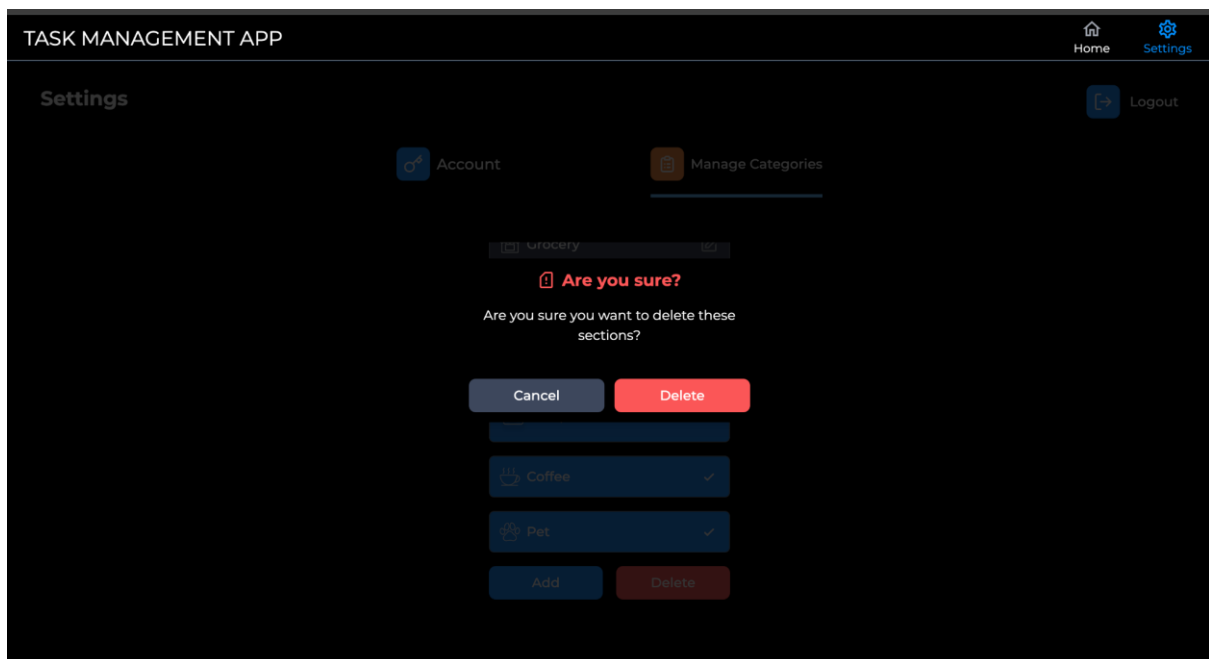 TASK MANAGEMENT APP
Home
Settings
Settings
Logout
Account
Manage Categories
Grocery
Are you sure?
Are you sure you want to delete these
sections?
Cancel
Delete
Coffee
Pet
Add
Delete